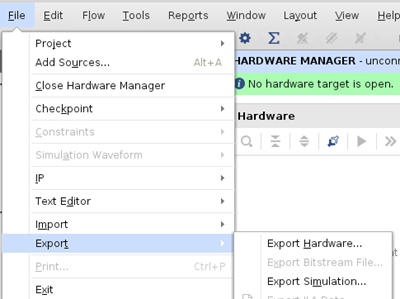 File Edit Flow Tools Reports Window Layout View Help
Project
Add Sources... Alt+A
Close Hardware Manager
Checkpoint
Constraints
Simulation Waveform
IP
Text Editor
Import
Export
Print... Ctrl+P
Exit
HARDWARE MANAGER - unconn
No hardware target is open.
Hardware
Export Hardware...
Export Bitstream File...
Export Simulation...